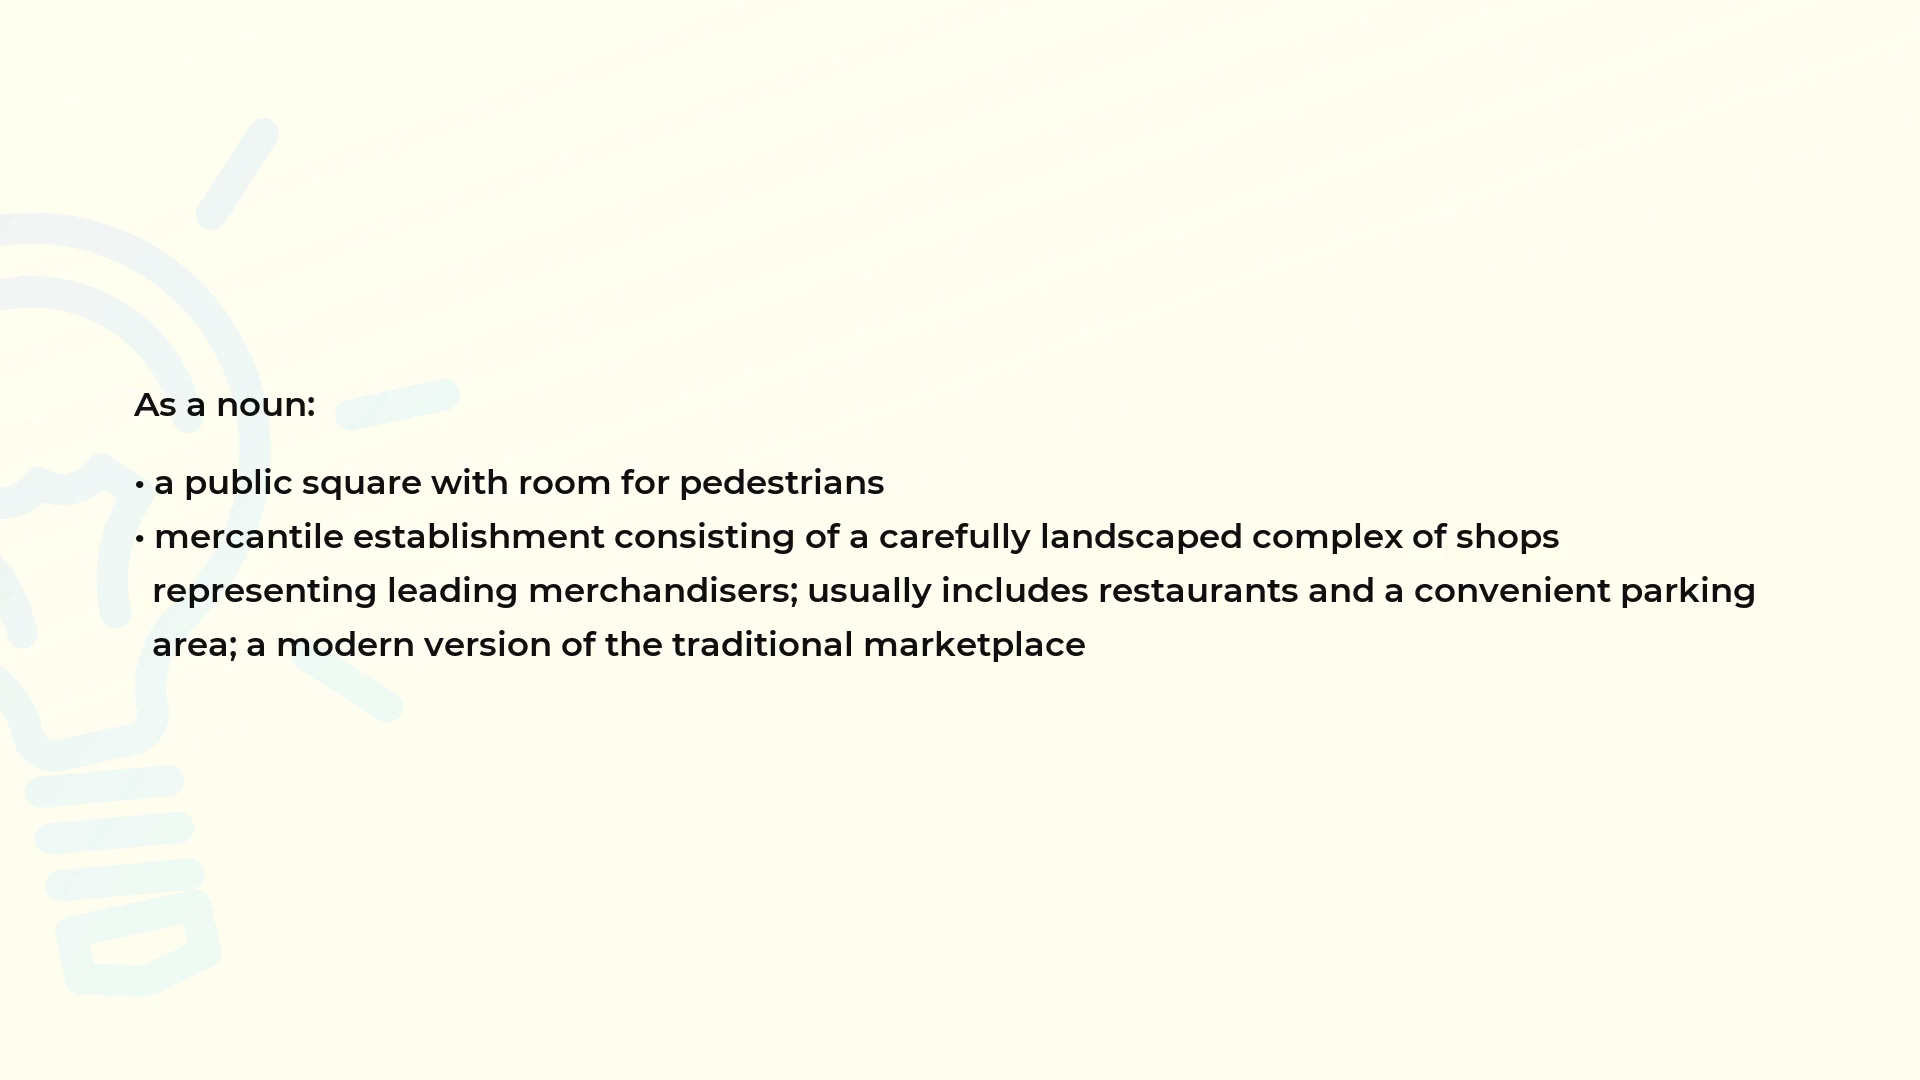 As a noun:
• a public square with room for pedestrians
• mercantile establishment consisting of a carefully landscaped complex of shops
representing leading merchandisers; usually includes restaurants and a convenient parking
area; a modern version of the traditional marketplace